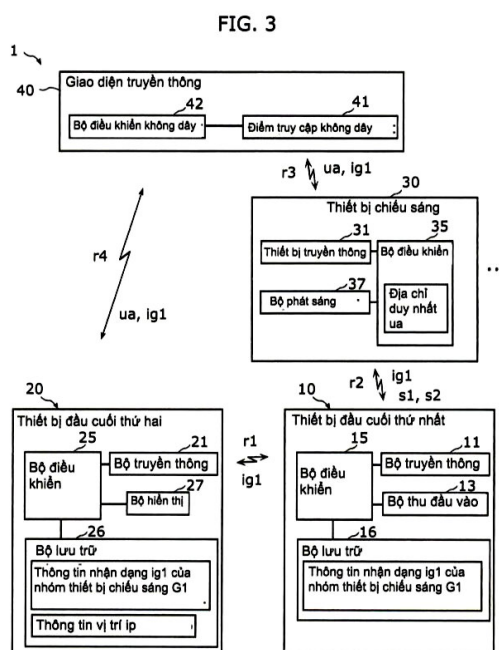 FIG. 3
1
40
Giao diện truyền thông
42
41
Bộ điều khiển không dây
Điểm truy cập không dây
r3
ua, ig1
30
Thiết bị chiếu sáng
31
35
Thiết bị truyền thông
Bộ điều khiển
37
Bộ phát sáng
Địa chỉ
duy nhất
ua
r4
ua, ig1
r2
ig1
s1, s2
20
Thiết bị đầu cuối thứ hai
25
21
Bộ điều
khiển
Bộ truyền thông
27
Bộ hiển thị
26
Bộ lưu trữ
Thông tin nhận dạng ig1 của
nhóm thiết bị chiếu sáng G1
Thông tin vị trí ip
r1
ig1
10
Thiết bị đầu cuối thứ nhất
15
11
Bộ điều
khiển
Bộ truyền thông
13
Bộ thu đầu vào
16
Bộ lưu trữ
Thông tin nhận dạng ig1 của
nhóm thiết bị chiếu sáng G1